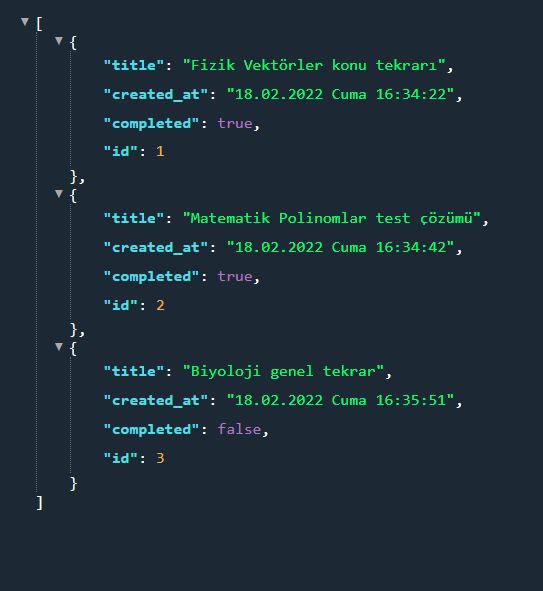 [
{
"title": "Fizik Vektörler konu tekrarı",
"created_at": "18.02.2022 Cuma 16:34:22",
"completed": true,
"id": 1
},
{
"title": "Matematik Polinomlar test çözümü",
"created_at": "18.02.2022 Cuma 16:34:42",
"completed": true,
"id": 2
},
{
"title": "Biyoloji genel tekrar",
"created_at": "18.02.2022 Cuma 16:35:51",
"completed": false,
"id": 3
}
]